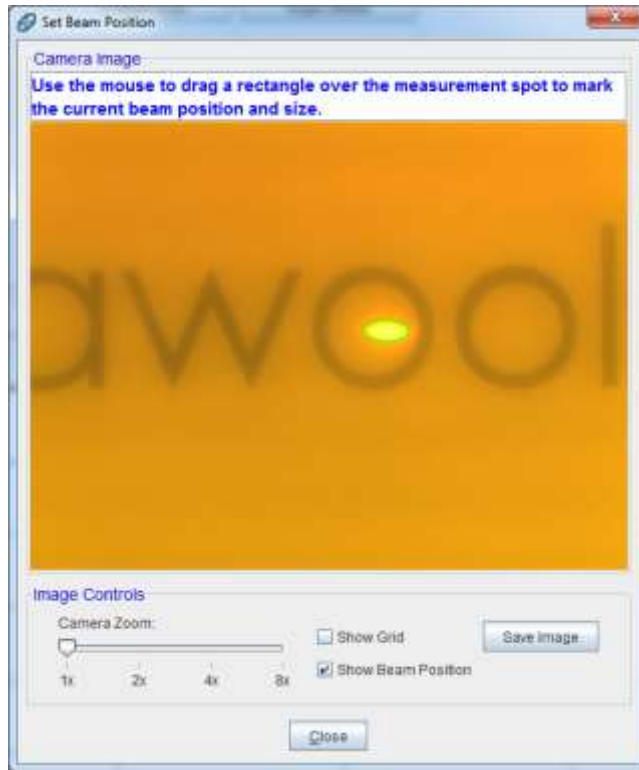 Set Beam Position
Camera Image
Use the mouse to drag a rectangle over the measurement spot to mark
the current beam position and size.
awool
Image Controls
Camera Zoom:
1x 2x 4x 8x
Show Grid
Show Beam Position
Save Image
Close